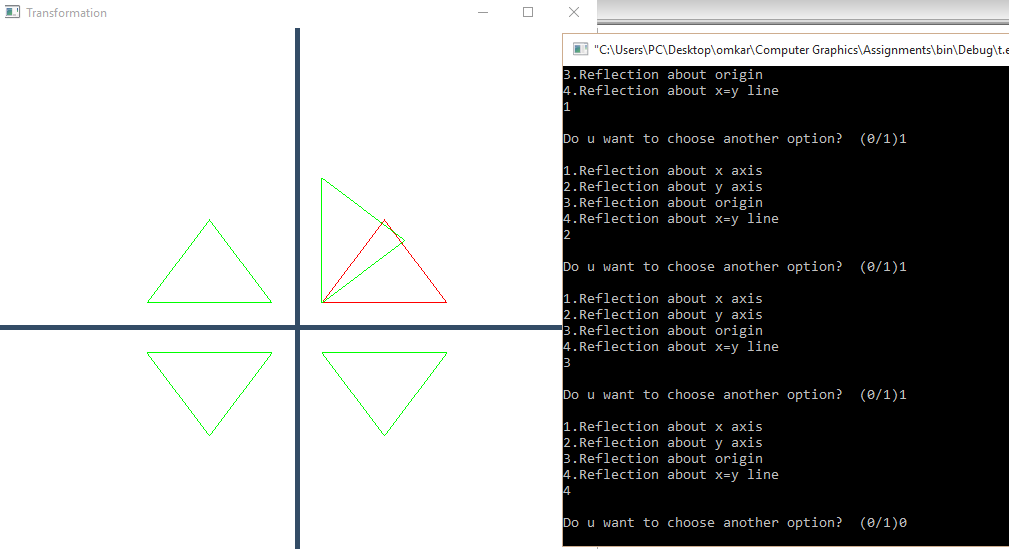 Transformation
"C:\Users\PC\Desktop\omkar\Computer Graphics\Assignments\bin\Debug\t.e
3.Reflection about origin
4.Reflection about x=y line
1
Do u want to choose another option?  (0/1)1
1.Reflection about x axis
2.Reflection about y axis
3.Reflection about origin
4.Reflection about x=y line
2
Do u want to choose another option?  (0/1)1
1.Reflection about x axis
2.Reflection about y axis
3.Reflection about origin
4.Reflection about x=y line
3
Do u want to choose another option?  (0/1)1
1.Reflection about x axis
2.Reflection about y axis
3.Reflection about origin
4.Reflection about x=y line
4
Do u want to choose another option?  (0/1)0